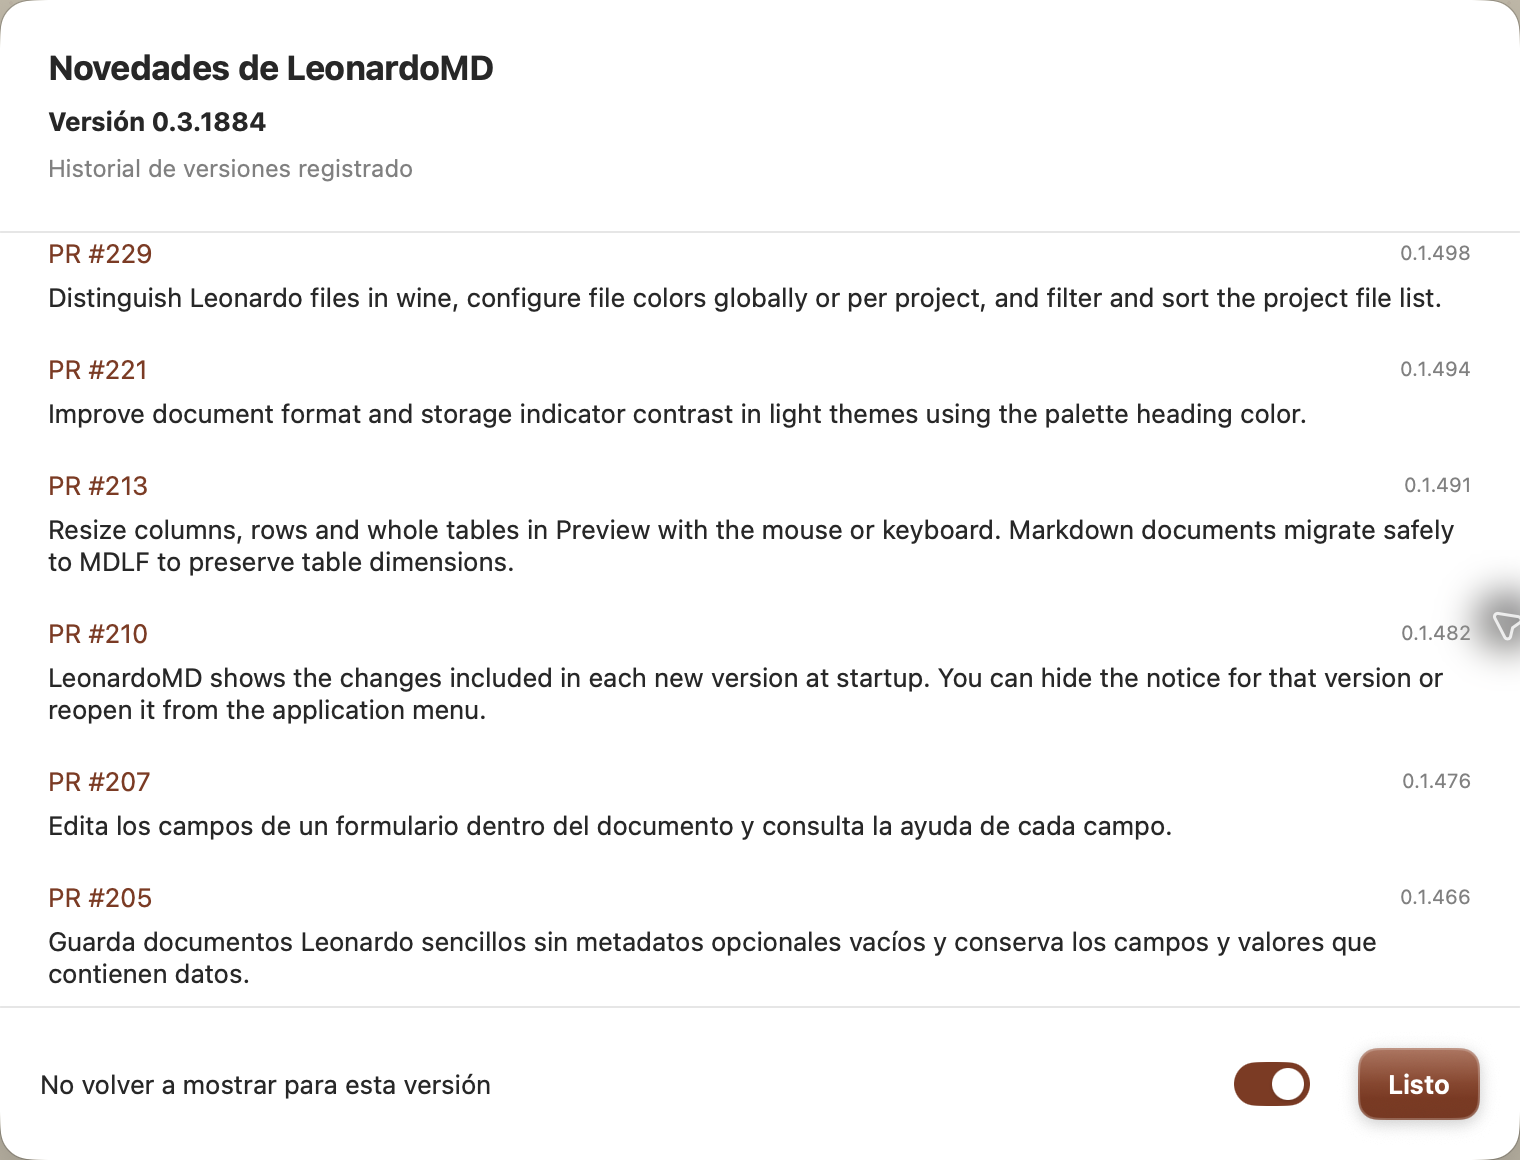 Novedades de LeonardoMD
Versión 0.3.1884
Historial de versiones registrado
PR #229 0.1.498
Distinguish Leonardo files in wine, configure file colors globally or per project, and filter and sort the project file list.
PR #221 0.1.494
Improve document format and storage indicator contrast in light themes using the palette heading color.
PR #213 0.1.491
Resize columns, rows and whole tables in Preview with the mouse or keyboard. Markdown documents migrate safely
to MDLF to preserve table dimensions.
PR #210 0.1.482
LeonardoMD shows the changes included in each new version at startup. You can hide the notice for that version or
reopen it from the application menu.
PR #207 0.1.476
Edita los campos de un formulario dentro del documento y consulta la ayuda de cada campo.
PR #205 0.1.466
Guarda documentos Leonardo sencillos sin metadatos opcionales vacíos y conserva los campos y valores que
contienen datos.
No volver a mostrar para esta versión Listo